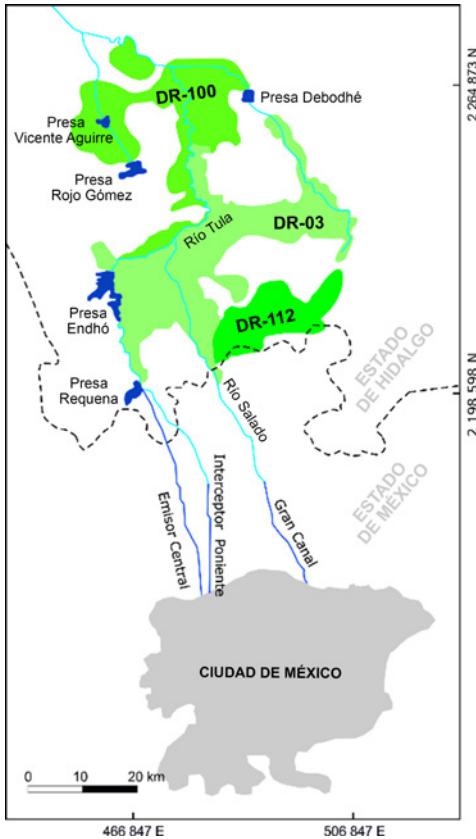 DR-100
Presa Debodhé
2 264 873 N
Presa
Vicente Aguirre
Presa
Rojo Gómez
Río Tula
DR-03
Presa
Endhó
DR-112
ESTADO
DE HIDALGO
Presa
Requena
2 198 598 N
Río Salado
ESTADO
DE MÉXICO
Emisor Central
Interceptor Poniente
Gran Canal
CIUDAD DE MÉXICO
0 10 20 km
466 847 E
506 847 E